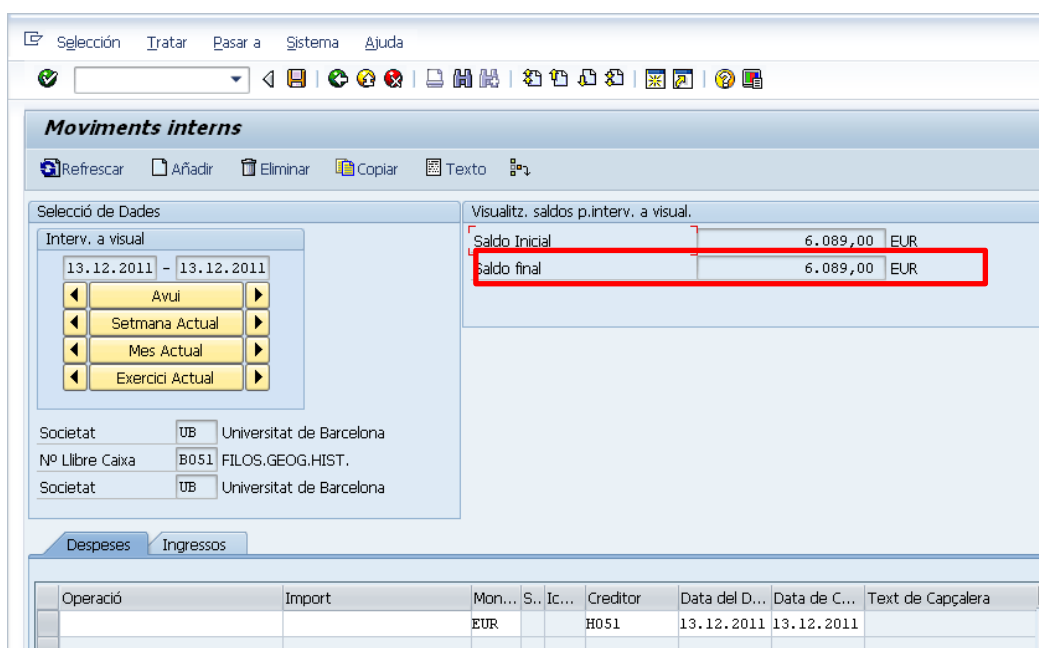 Selección Tratar Pasar a Sistema Ajuda
Moviments interns
Refrescar Añadir Eliminar Copiar Texto
Selecció de Dades
Interv. a visual
13.12.2011 - 13.12.2011
Avui
Setmana Actual
Mes Actual
Exercici Actual
Societat UB Universitat de Barcelona
Nº Llibre Caixa B051 FILOS.GEOG.HIST.
Societat UB Universitat de Barcelona
Visualitz. saldos p.interv. a visual.
Saldo Inicial 6.089,00 EUR
Saldo final 6.089,00 EUR
Despeses Ingressos
Operació Import Mon... S.. Ic... Creditor Data del D... Data de C... Text de Capçalera
EUR H051 13.12.2011 13.12.2011